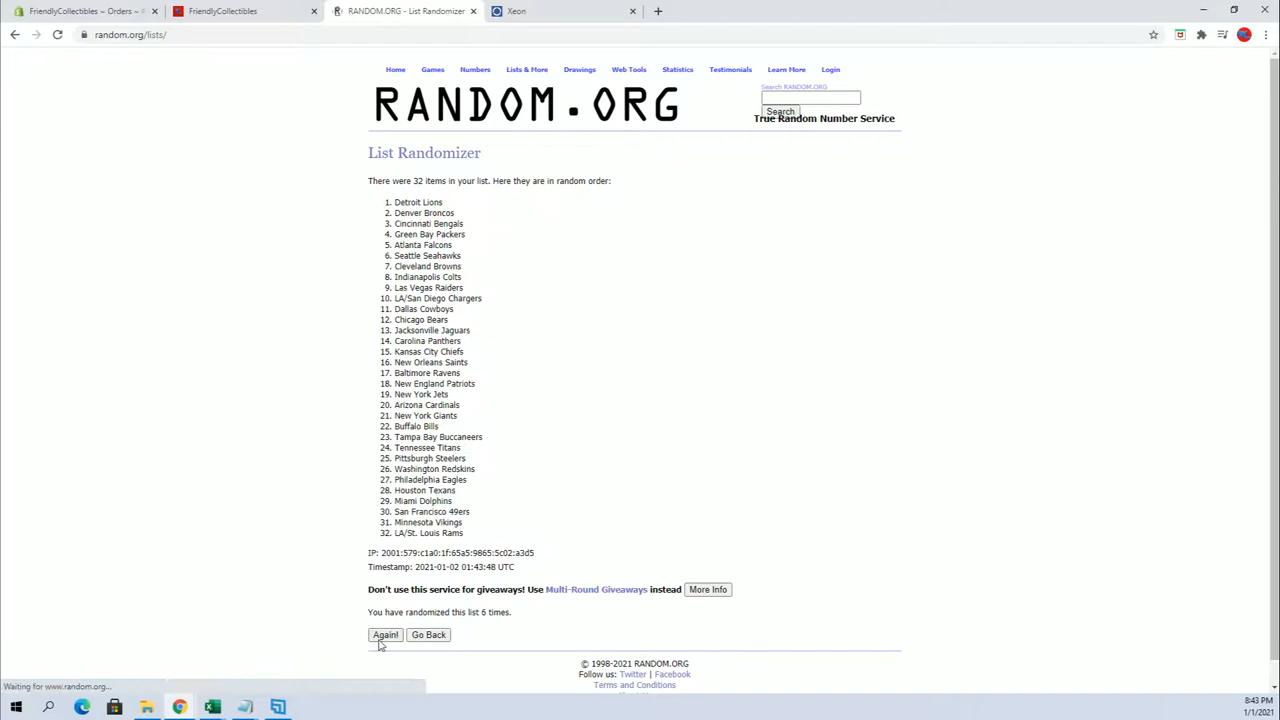 FriendlyCollectibles ~ Orders ~
FriendlyCollectibles
RANDOM.ORG - List Randomizer
Xeon
random.org/lists/
Home
Games
Numbers
Lists & More
Drawings
Web Tools
Statistics
Testimonials
Learn More
Login
RANDOM.ORG
Search RANDOM.ORG
Search
True Random Number Service
List Randomizer
There were 32 items in your list. Here they are in random order:
1. Detroit Lions
2. Denver Broncos
3. Cincinnati Bengals
4. Green Bay Packers
5. Atlanta Falcons
6. Seattle Seahawks
7. Cleveland Browns
8. Indianapolis Colts
9. Las Vegas Raiders
10. LA/San Diego Chargers
11. Dallas Cowboys
12. Chicago Bears
13. Jacksonville Jaguars
14. Carolina Panthers
15. Kansas City Chiefs
16. New Orleans Saints
17. Baltimore Ravens
18. New England Patriots
19. New York Jets
20. Arizona Cardinals
21. New York Giants
22. Buffalo Bills
23. Tampa Bay Buccaneers
24. Tennessee Titans
25. Pittsburgh Steelers
26. Washington Redskins
27. Philadelphia Eagles
28. Houston Texans
29. Miami Dolphins
30. San Francisco 49ers
31. Minnesota Vikings
32. LA/St. Louis Rams
IP: 2001:579:c1a0:1f:65a5:9865:5c02:a3d5
Timestamp: 2021-01-02 01:43:48 UTC
Don't use this service for giveaways! Use Multi-Round Giveaways instead More Info
You have randomized this list 6 times.
Again! Go Back
© 1998-2021 RANDOM.ORG
Follow us: Twitter | Facebook
Terms and Conditions
Waiting for www.random.org...
8:43 PM
1/1/2021